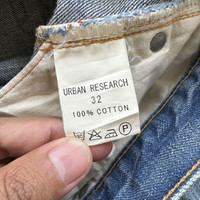 URBAN RESEARCH
32
100% COTTON